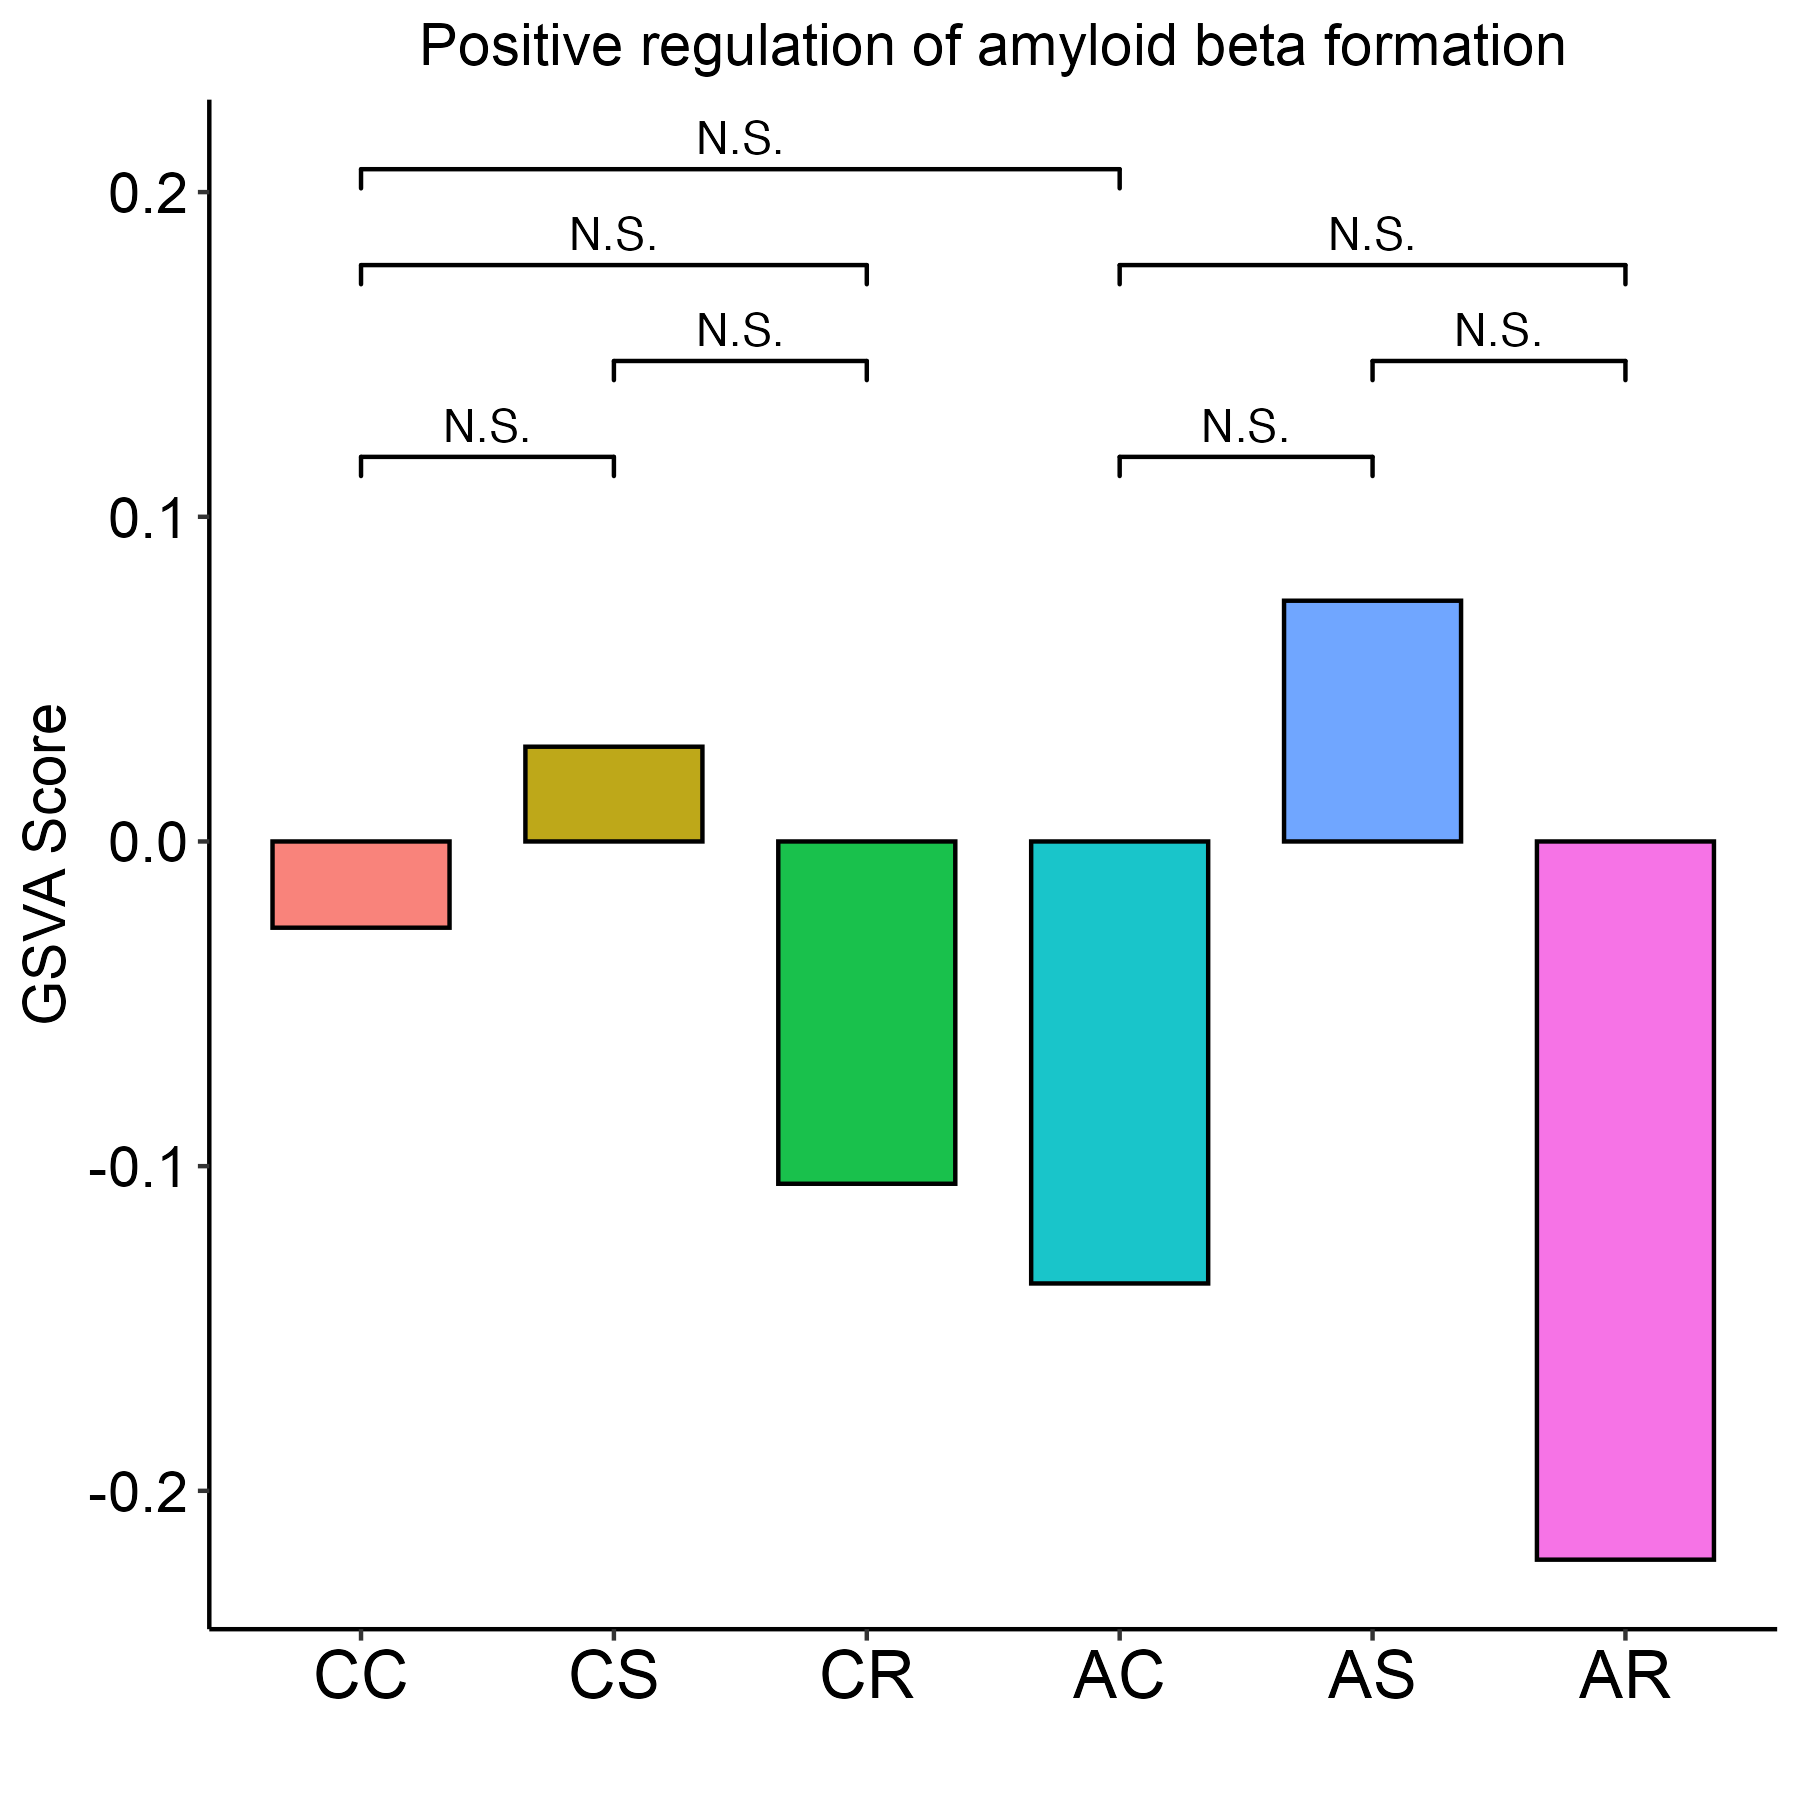 Positive regulation of amyloid beta formation
N.S.
N.S.
N.S.
N.S.
N.S.
N.S.
N.S.
0.2
0.1
0.0
-0.1
-0.2
GSVA Score
CC
CS
CR
AC
AS
AR